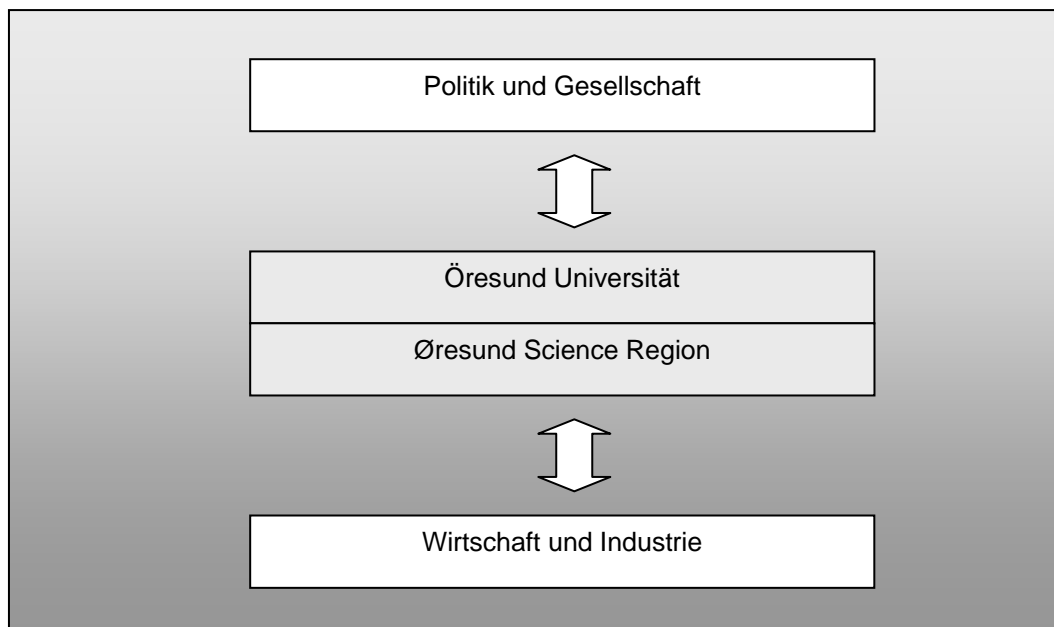 Politik und Gesellschaft
Öresund Universität
Øresund Science Region
Wirtschaft und Industrie